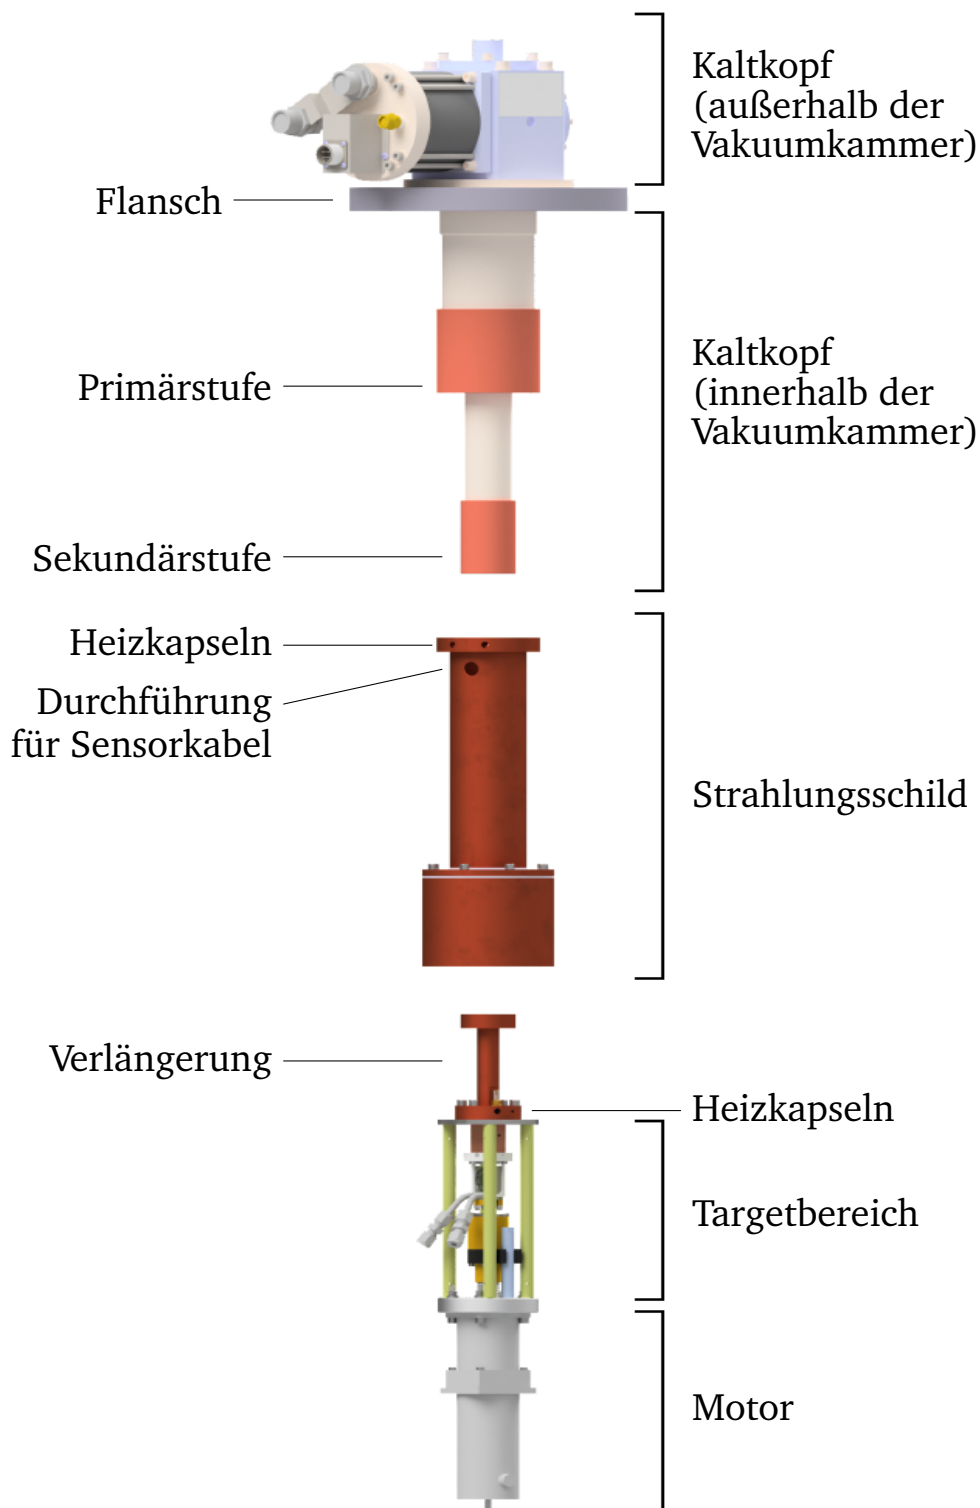 Kaltkopf
(außerhalb der
Vakuumkammer)
Flansch
Primärstufe
Kaltkopf
(innerhalb der
Vakuumkammer)
Sekundärstufe
Heizkapseln
Durchführung
für Sensorkabel
Strahlungsschild
Verlängerung
Heizkapseln
Targetbereich
Motor